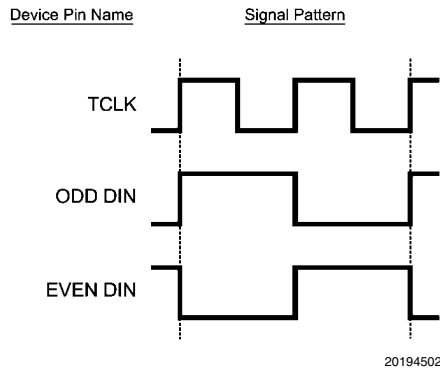 Device Pin Name Signal Pattern
TCLK
ODD DIN
EVEN DIN
20194502